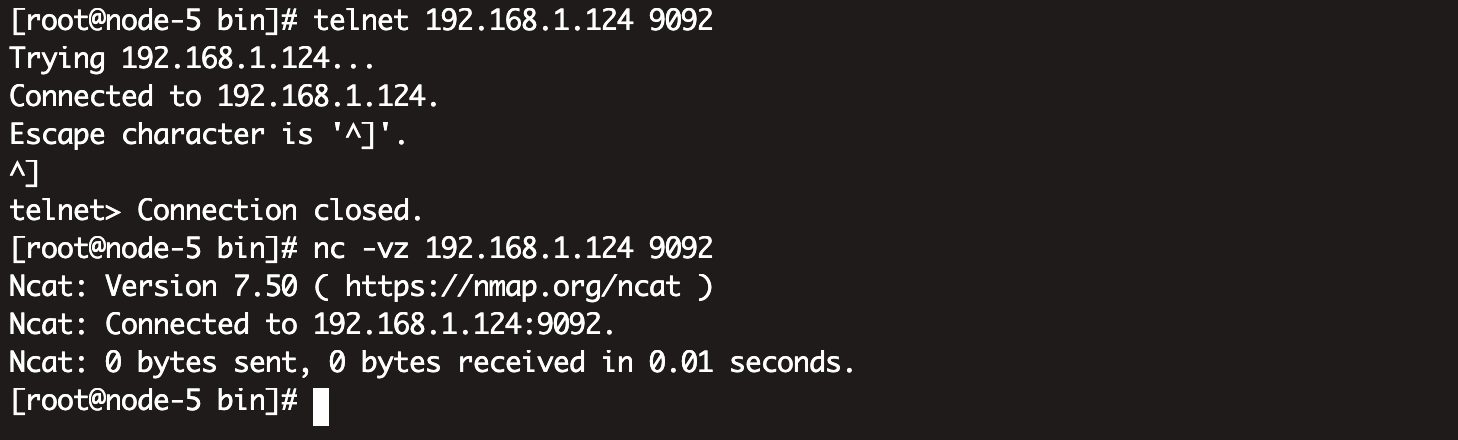 [root@node-5 bin]# telnet 192.168.1.124 9092
Trying 192.168.1.124...
Connected to 192.168.1.124.
Escape character is '^]'.
^]
telnet> Connection closed.
[root@node-5 bin]# nc -vz 192.168.1.124 9092
Ncat: Version 7.50 ( https://nmap.org/ncat )
Ncat: Connected to 192.168.1.124:9092.
Ncat: 0 bytes sent, 0 bytes received in 0.01 seconds.
[root@node-5 bin]#